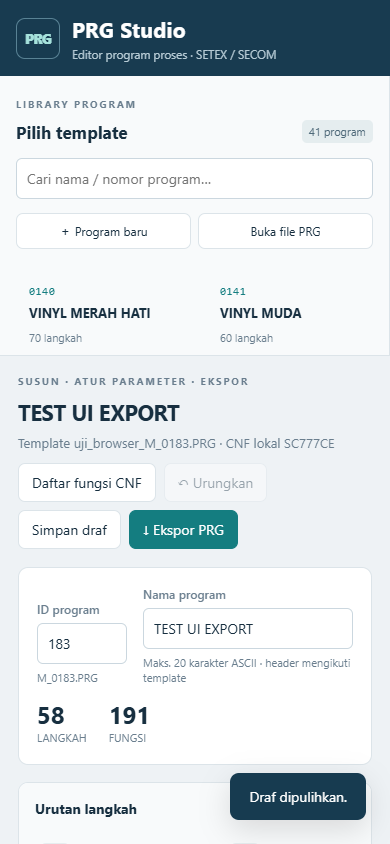 PRG
PRG Studio
Editor program proses · SETEX / SECOM
LIBRARY PROGRAM
Pilih template
41 program
Cari nama / nomor program...
+ Program baru
Buka file PRG
0140
VINYL MERAH HATI
70 langkah
0141
VINYL MUDA
60 langkah
SUSUN · ATUR PARAMETER · EKSPOR
TEST UI EXPORT
Template uji_browser_M_0183.PRG · CNF lokal SC777CE
Daftar fungsi CNF
↶ Urungkan
Simpan draf
↓ Ekspor PRG
ID program
183
M_0183.PRG
Nama program
TEST UI EXPORT
Maks. 20 karakter ASCII · header mengikuti
template
58
LANGKAH
191
FUNGSI
Urutan langkah
Draf dipulihkan.